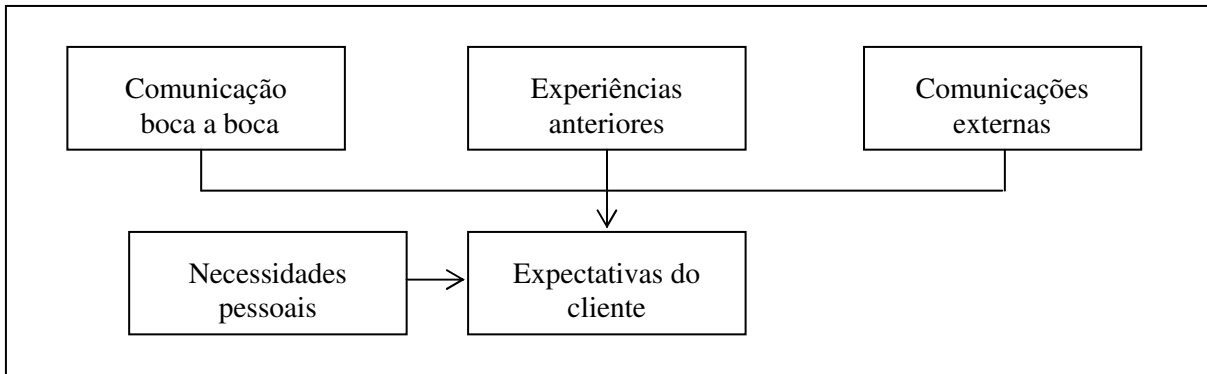 Comunicação
boca a boca
Experiências
anteriores
Comunicações
externas
Necessidades
pessoais
Expectativas do
cliente